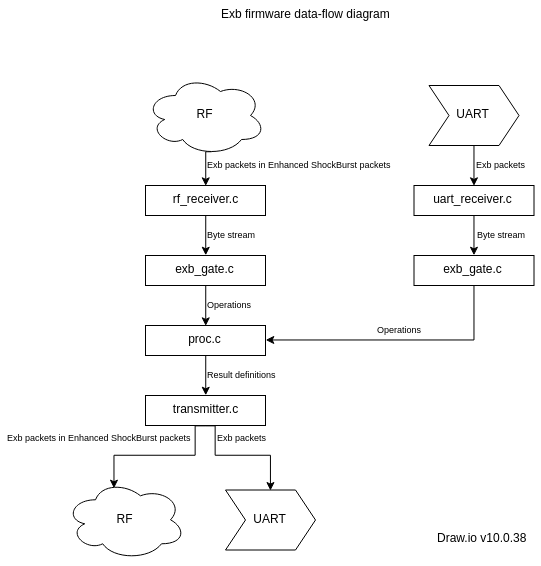 Exb firmware data-flow diagram
RF
UART
Exb packets in Enhanced ShockBurst packets
Exb packets
rf_receiver.c
uart_receiver.c
Byte stream
Byte stream
exb_gate.c
exb_gate.c
Operations
Operations
proc.c
Result definitions
transmitter.c
Exb packets in Enhanced ShockBurst packets
Exb packets
RF
UART
Draw.io v10.0.38